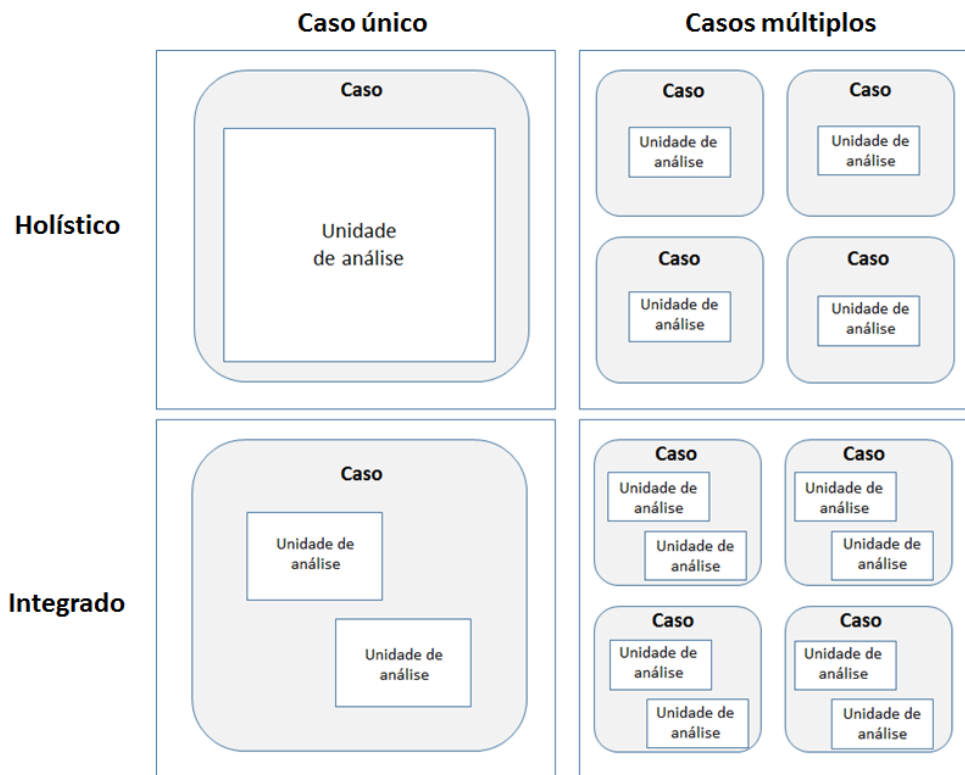 Caso único
Casos múltiplos
Holístico
Caso
Unidade
de análise
Caso
Unidade de
análise
Caso
Unidade de
análise
Caso
Unidade de
análise
Caso
Unidade de
análise
Integrado
Caso
Unidade de
análise
Unidade de
análise
Caso
Unidade de
análise
Unidade de
análise
Caso
Unidade de
análise
Unidade de
análise
Caso
Unidade de
análise
Unidade de
análise
Caso
Unidade de
análise
Unidade de
análise